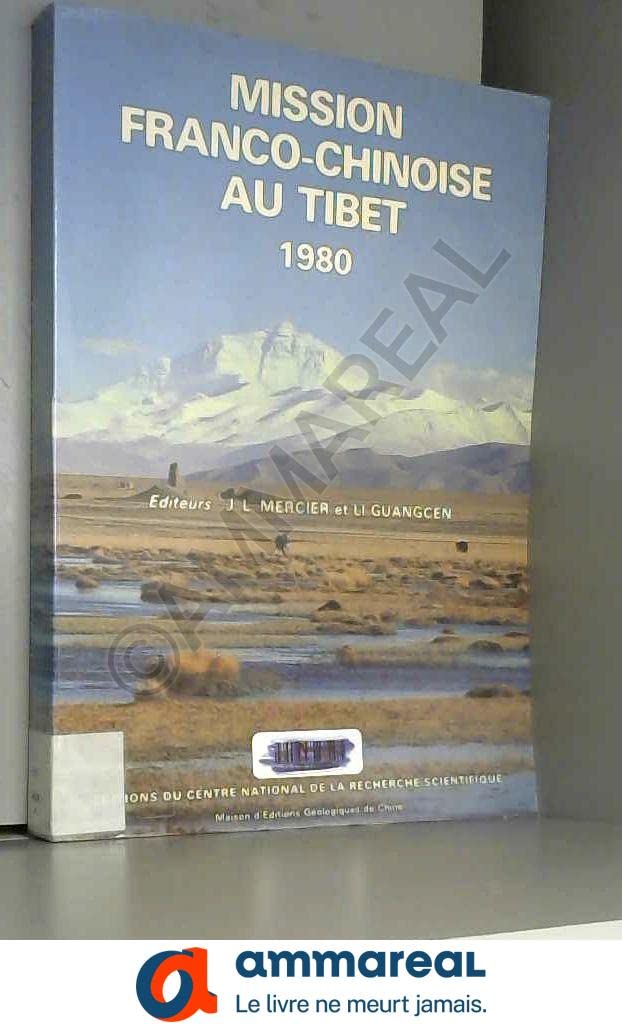 MISSION
FRANCO-CHINOISE
AU TIBET
1980
Editeurs J L MERCIER et LI GUANGCEN
IONS DU CENTRE NATIONAL DE LA RECHERCHE SCIENTIFIQUE
Maison d'Editions Géologiques de Chine
©AMMAREAL
ammareal
Le livre ne meurt jamais.